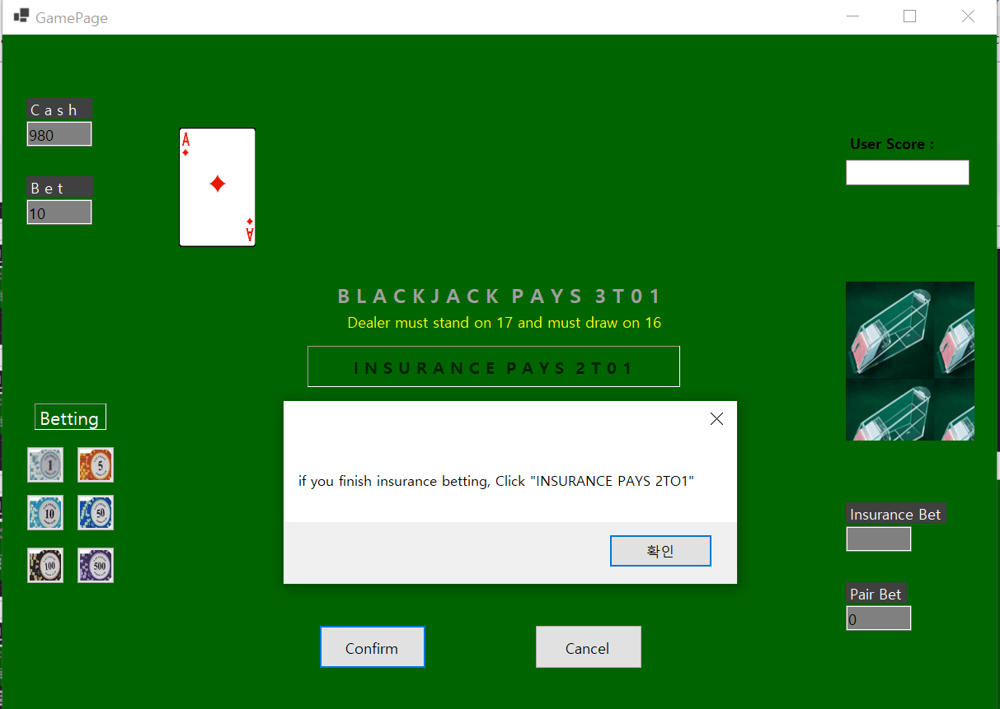 GamePage
Cash
980
Bet
10
A
A
User Score :
BLACKJACK PAYS 3T01
Dealer must stand on 17 and must draw on 16
INSURANCE PAYS 2T01
Betting
1
5
10
50
100
500
if you finish insurance betting, Click "INSURANCE PAYS 2TO1"
확인
Insurance Bet
Pair Bet
0
Confirm
Cancel